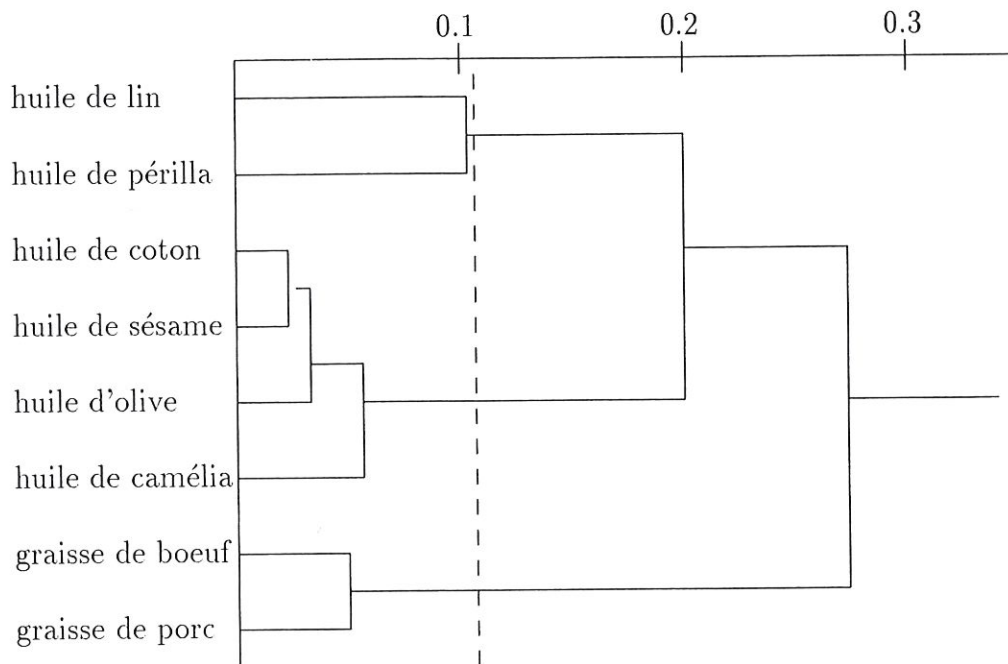 0.1 0.2 0.3
huile de lin
huile de périlla
huile de coton
huile de sésame
huile d'olive
huile de camélia
graisse de boeuf
graisse de porc